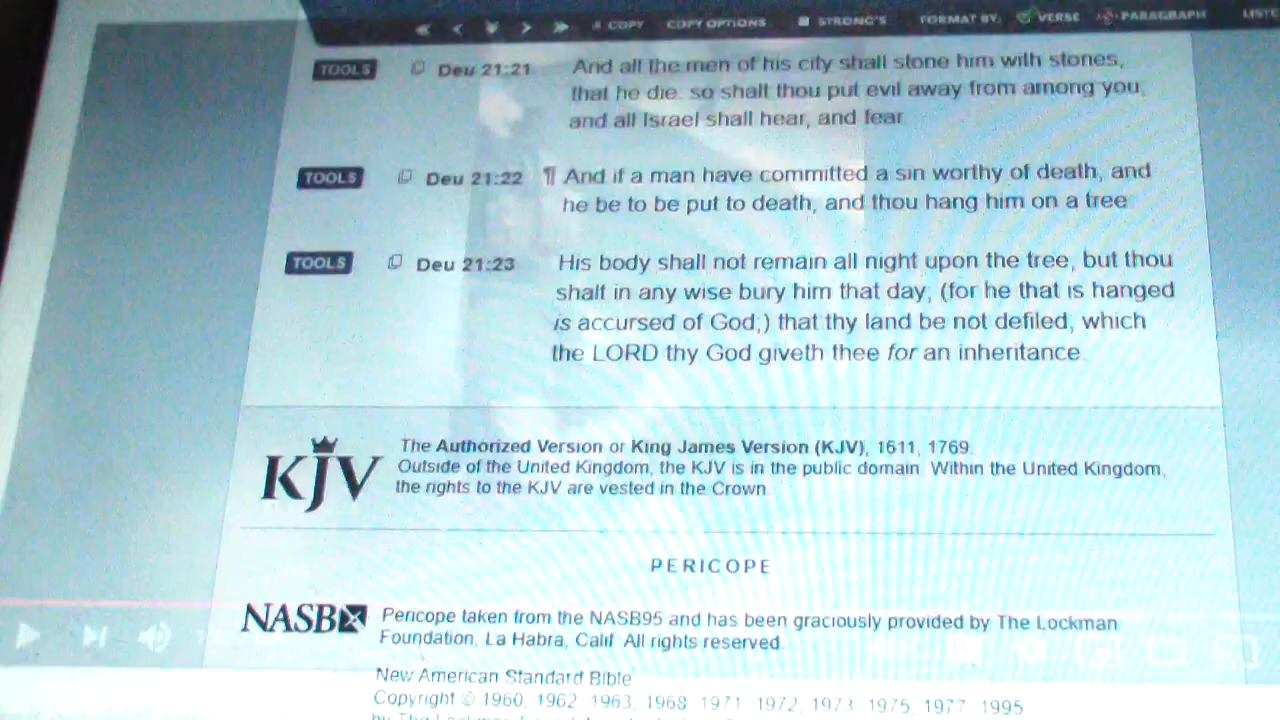 COPY COPY OPTIONS STRONG'S FORMAT BY: VERSE PARAGRAPH
TOOLS Deu 21:21 And all the men of his city shall stone him with stones,
that he die: so shalt thou put evil away from among you;
and all Israel shall hear, and fear.
TOOLS Deu 21:22 ¶ And if a man have committed a sin worthy of death, and
he be to be put to death, and thou hang him on a tree:
TOOLS Deu 21:23 His body shall not remain all night upon the tree, but thou
shalt in any wise bury him that day; (for he that is hanged
is accursed of God;) that thy land be not defiled, which
the LORD thy God giveth thee for an inheritance.
KJV
The Authorized Version or King James Version (KJV), 1611, 1769.
Outside of the United Kingdom, the KJV is in the public domain. Within the United Kingdom,
the rights to the KJV are vested in the Crown.
PERICOPE
NASB
Pericope taken from the NASB95 and has been graciously provided by The Lockman
Foundation, La Habra, Calif. All rights reserved.
New American Standard Bible
Copyright © 1960, 1962, 1963, 1968, 1971, 1972, 1973, 1975, 1977, 1995